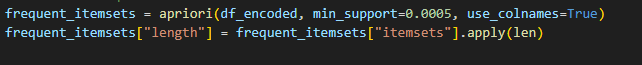 frequent_itemsets = apriori(df_encoded, min_support=0.0005, use_colnames=True)
frequent_itemsets["length"] = frequent_itemsets["itemsets"].apply(len)